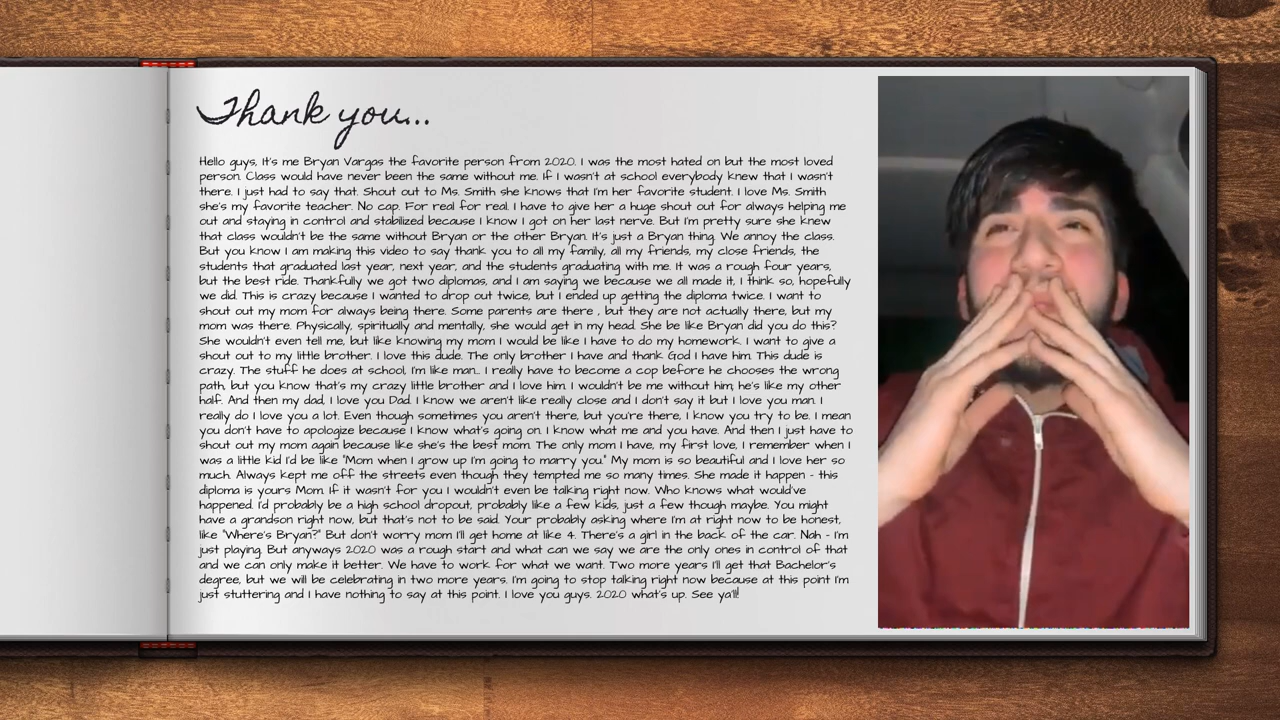 Thank you...
Hello guys, It's me Bryan Vargas the favorite person from 2020. I was the most hated on but the most loved
person. Class would have never been the same without me. If I wasn't at school everybody knew that I wasn't
there. I just had to say that. Shout out to Ms. Smith she knows that I'm her favorite student. I love Ms. Smith
she's my favorite teacher. No cap. For real for real. I have to give her a huge shout out for always helping me
out and staying in control and stabilized because I know I got on her last nerve. But I'm pretty sure she knew
that class wouldn't be the same without Bryan or the other Bryan. It's just a Bryan thing. We annoy the class.
But you know I am making this video to say thank you to all my family, all my friends, my close friends, the
students that graduated last year, next year, and the students graduating with me. It was a rough four years,
but the best ride. Thankfully we got two diplomas, and I am saying we because we all made it, I think so, hopefully
we did. This is crazy because I wanted to drop out twice, but I ended up getting the diploma twice. I want to
shout out my mom for always being there. Some parents are there , but they are not actually there, but my
mom was there. Physically, spiritually and mentally, she would get in my head. She be like Bryan did you do this?
She wouldn't even tell me, but like knowing my mom I would be like I have to do my homework. I want to give a
shout out to my little brother. I love this dude. The only brother I have and thank God I have him. This dude is
crazy. The stuff he does at school, I'm like man... I really have to become a cop before he chooses the wrong
path, but you know that's my crazy little brother and I love him. I wouldn't be me without him, he's like my other
half. And then my dad, I love you Dad. I know we aren't like really close and I don't say it but I love you man. I
really do I love you a lot. Even though sometimes you aren't there, but you're there, I know you try to be. I mean
you don't have to apologize because I know what's going on. I know what me and you have. And then I just have to
shout out my mom again because like she's the best mom. The only mom I have, my first love, I remember when I
was a little kid I'd be like "Mom when I grow up I'm going to marry you." My mom is so beautiful and I love her so
much. Always kept me off the streets even though they tempted me so many times. She made it happen - this
diploma is yours Mom. If it wasn't for you I wouldn't even be talking right now. Who knows what would've
happened. I'd probably be a high school dropout, probably like a few kids, just a few though maybe. You might
have a grandson right now, but that's not to be said. Your probably asking where I'm at right now to be honest,
like "Where's Bryan?" But don't worry mom I'll get home at like 4. There's a girl in the back of the car. Nah - I'm
just playing. But anyways 2020 was a rough start and what can we say we are the only ones in control of that
and we can only make it better. We have to work for what we want. Two more years I'll get that Bachelor's
degree, but we will be celebrating in two more years. I'm going to stop talking right now because at this point I'm
just stuttering and I have nothing to say at this point. I love you guys. 2020 what's up. See ya'll!